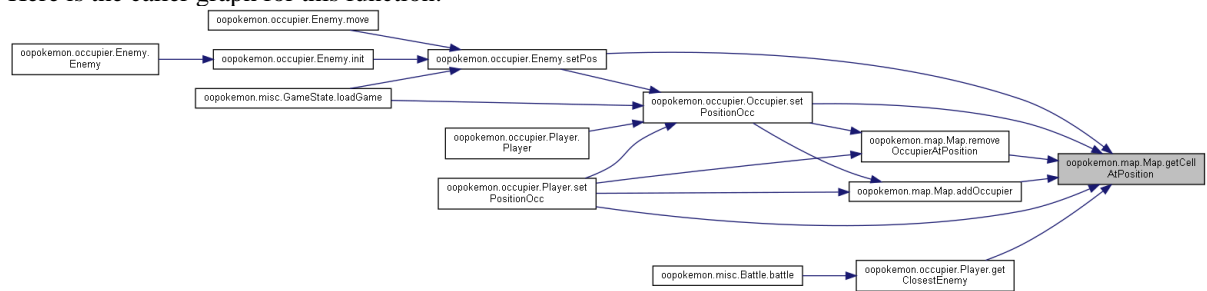 Here is the caller graph for this function:
oopokemon.occupier.Enemy.move
oopokemon.occupier.Enemy.
Enemy
oopokemon.occupier.Enemy.init
oopokemon.occupier.Enemy.setPos
oopokemon.misc.GameState.loadGame
oopokemon.occupier.Occupier.set
PositionOcc
oopokemon.occupier.Player.
Player
oopokemon.map.Map.remove
OccupierAtPosition
oopokemon.map.Map.getCell
AtPosition
oopokemon.occupier.Player.set
PositionOcc
oopokemon.map.Map.addOccupier
oopokemon.misc.Battle.battle
oopokemon.occupier.Player.get
ClosestEnemy